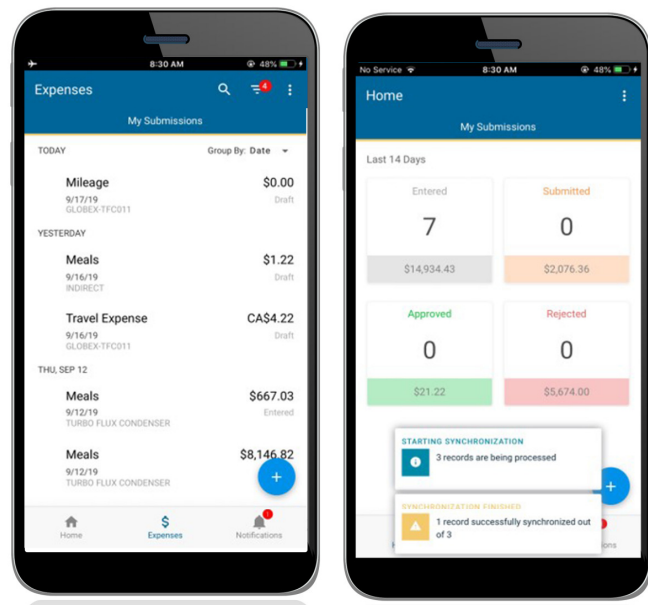 8:30 AM
48%
Expenses
4
My Submissions
TODAY
Group By: Date
Mileage $0.00
9/17/19 Draft
GLOBEX-TFC011
YESTERDAY
Meals $1.22
9/16/19 Draft
INDIRECT
Travel Expense CA$4.22
9/16/19 Draft
GLOBEX-TFC011
THU, SEP 12
Meals $667.03
9/12/19 Entered
TURBO FLUX CONDENSER
Meals $8,146.82
9/12/19
TURBO FLUX CONDENSER
+
$
1
Home Expenses Notifications
No Service 8:30 AM 48%
Home
My Submissions
Last 14 Days
Entered Submitted
7 0
$14,934.43 $2,076.36
Approved Rejected
0 0
$21.22 $5,674.00
STARTING SYNCHRONIZATION
3 records are being processed
+
SYNCHRONIZATION FINISHED
1 record successfully synchronized out
of 3
H ions